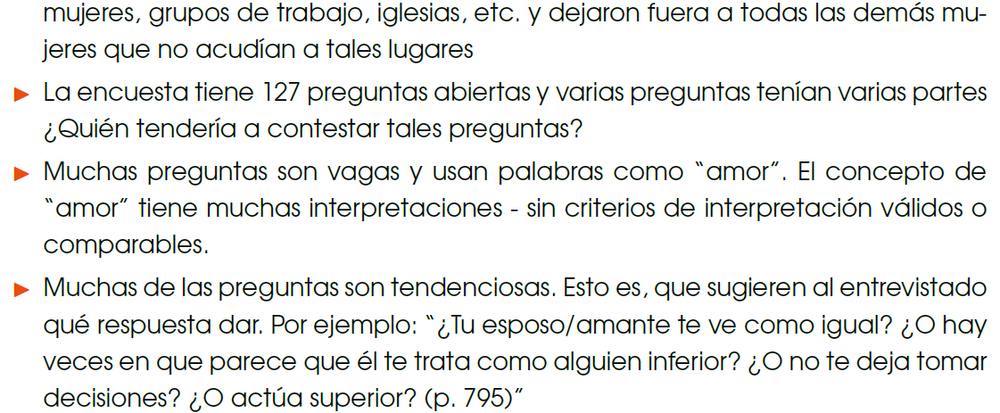 mujeres, grupos de trabajo, iglesias, etc. y dejaron fuera a todas las demás mu-
jeres que no acudían a tales lugares
► La encuesta tiene 127 preguntas abiertas y varias preguntas tenían varias partes
¿Quién tendería a contestar tales preguntas?
► Muchas preguntas son vagas y usan palabras como “amor”. El concepto de
“amor” tiene muchas interpretaciones - sin criterios de interpretación válidos o
comparables.
► Muchas de las preguntas son tendenciosas. Esto es, que sugieren al entrevistado
qué respuesta dar. Por ejemplo: “¿Tu esposo/amante te ve como igual? ¿O hay
veces en que parece que él te trata como alguien inferior? ¿O no te deja tomar
decisiones? ¿O actúa superior? (p. 795)”